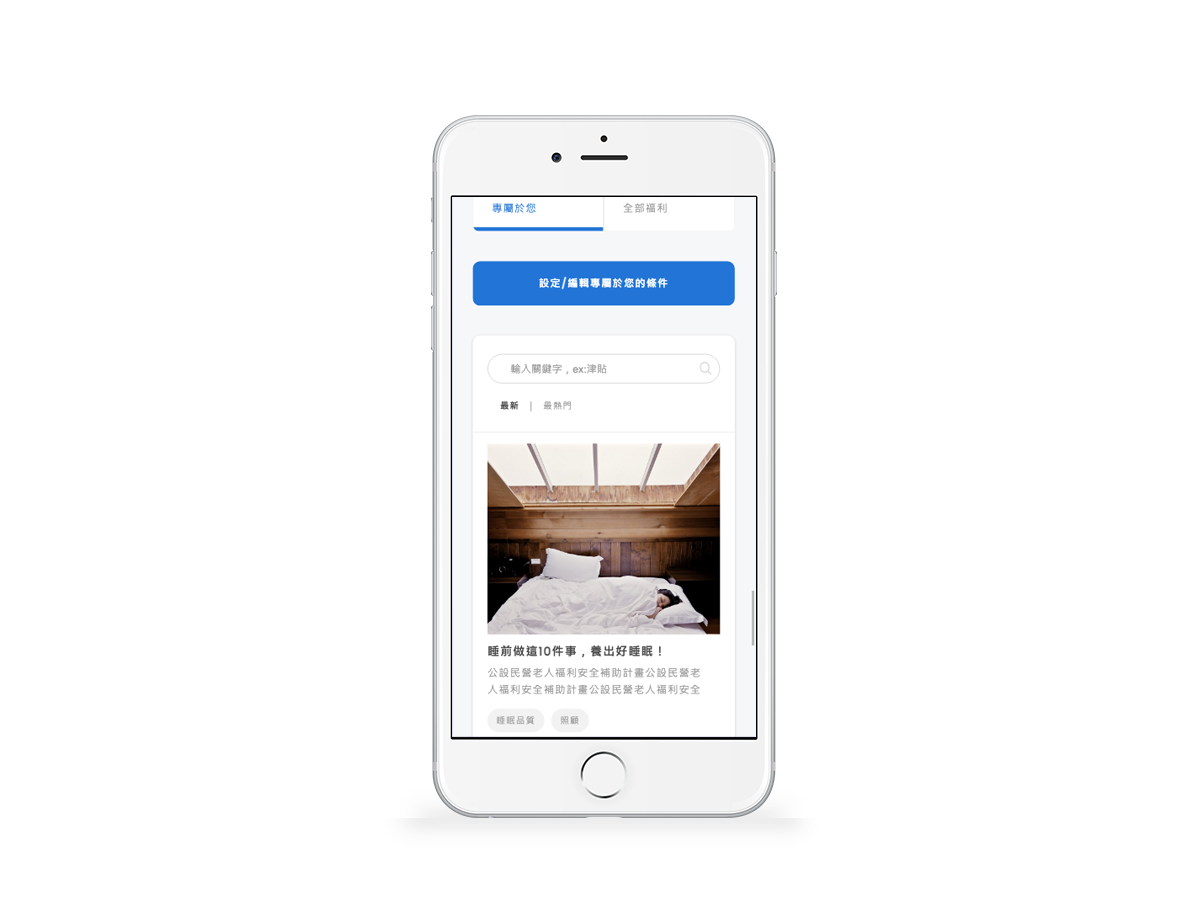 專屬於您
全部福利
設定/編輯專屬於您的條件
輸入關鍵字，ex:津貼
最新 | 最熱門
睡前做這10件事，養出好睡眠！
公設民營老人福利安全補助計畫公設民營老
人福利安全補助計畫公設民營老人福利安全
睡眠品質
照顧